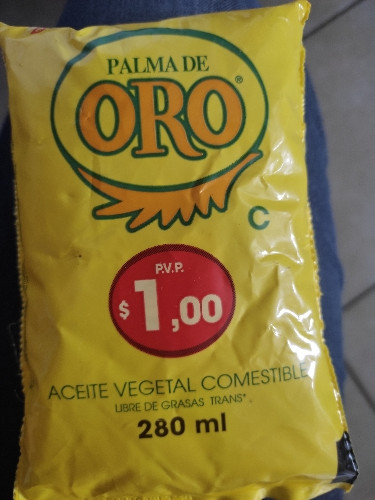 PALMA DE
ORO®
C
P.V.P.
$1,00
ACEITE VEGETAL COMESTIBLE
LIBRE DE GRASAS TRANS*.
280 ml